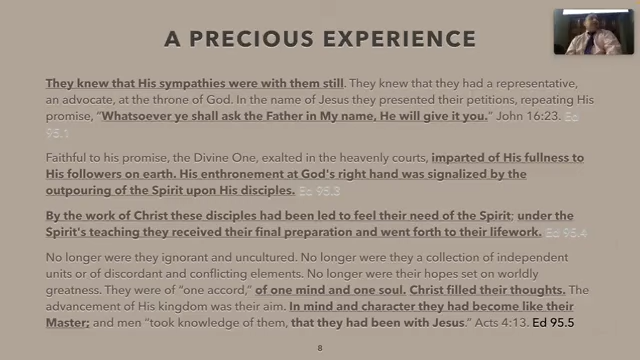 A PRECIOUS EXPERIENCE
They knew that His sympathies were with them still. They knew that they had a representative,
an advocate, at the throne of God. In the name of Jesus they presented their petitions, repeating His
promise, “Whatsoever ye shall ask the Father in My name, He will give it you.” John 16:23. Ed
95.1
Faithful to his promise, the Divine One, exalted in the heavenly courts, imparted of His fullness to
His followers on earth. His enthronement at God's right hand was signalized by the
outpouring of the Spirit upon His disciples. Ed 95.3
By the work of Christ these disciples had been led to feel their need of the Spirit; under the
Spirit's teaching they received their final preparation and went forth to their lifework. Ed 95.4
No longer were they ignorant and uncultured. No longer were they a collection of independent
units or of discordant and conflicting elements. No longer were their hopes set on worldly
greatness. They were of “one accord,” of one mind and one soul. Christ filled their thoughts. The
advancement of His kingdom was their aim. In mind and character they had become like their
Master; and men “took knowledge of them, that they had been with Jesus.” Acts 4:13. Ed 95.5
8